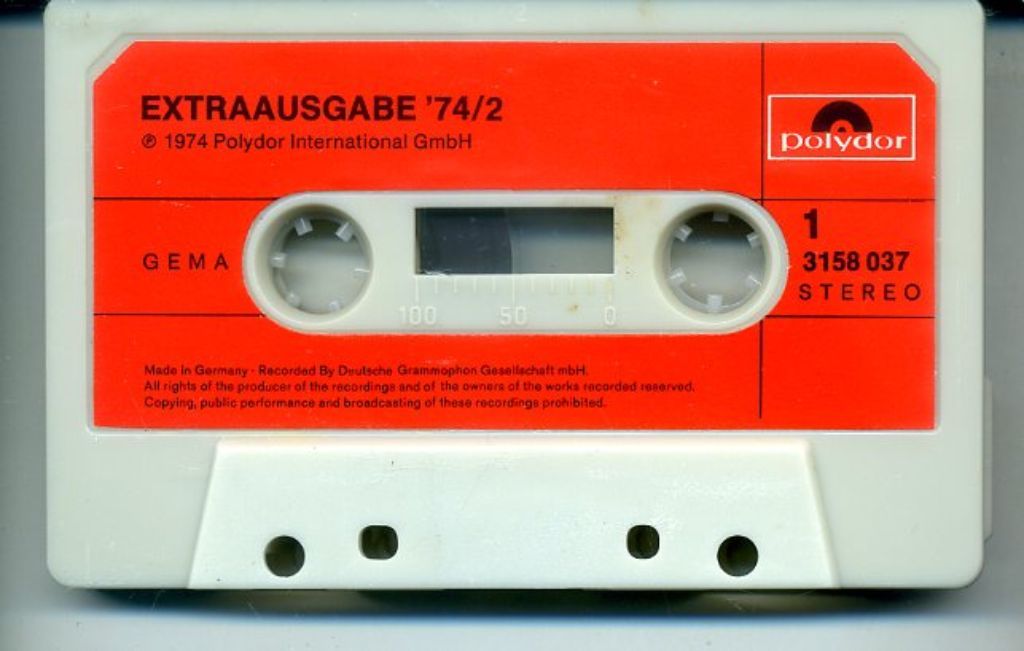 EXTRAAUSGABE '74/2
℗ 1974 Polydor International GmbH
polydor
GEMA
1
3158 037
STEREO
100 50 0
Made in Germany · Recorded By Deutsche Grammophon Gesellschaft mbH.
All rights of the producer of the recordings and of the owners of the works recorded reserved.
Copying, public performance and broadcasting of these recordings prohibited.